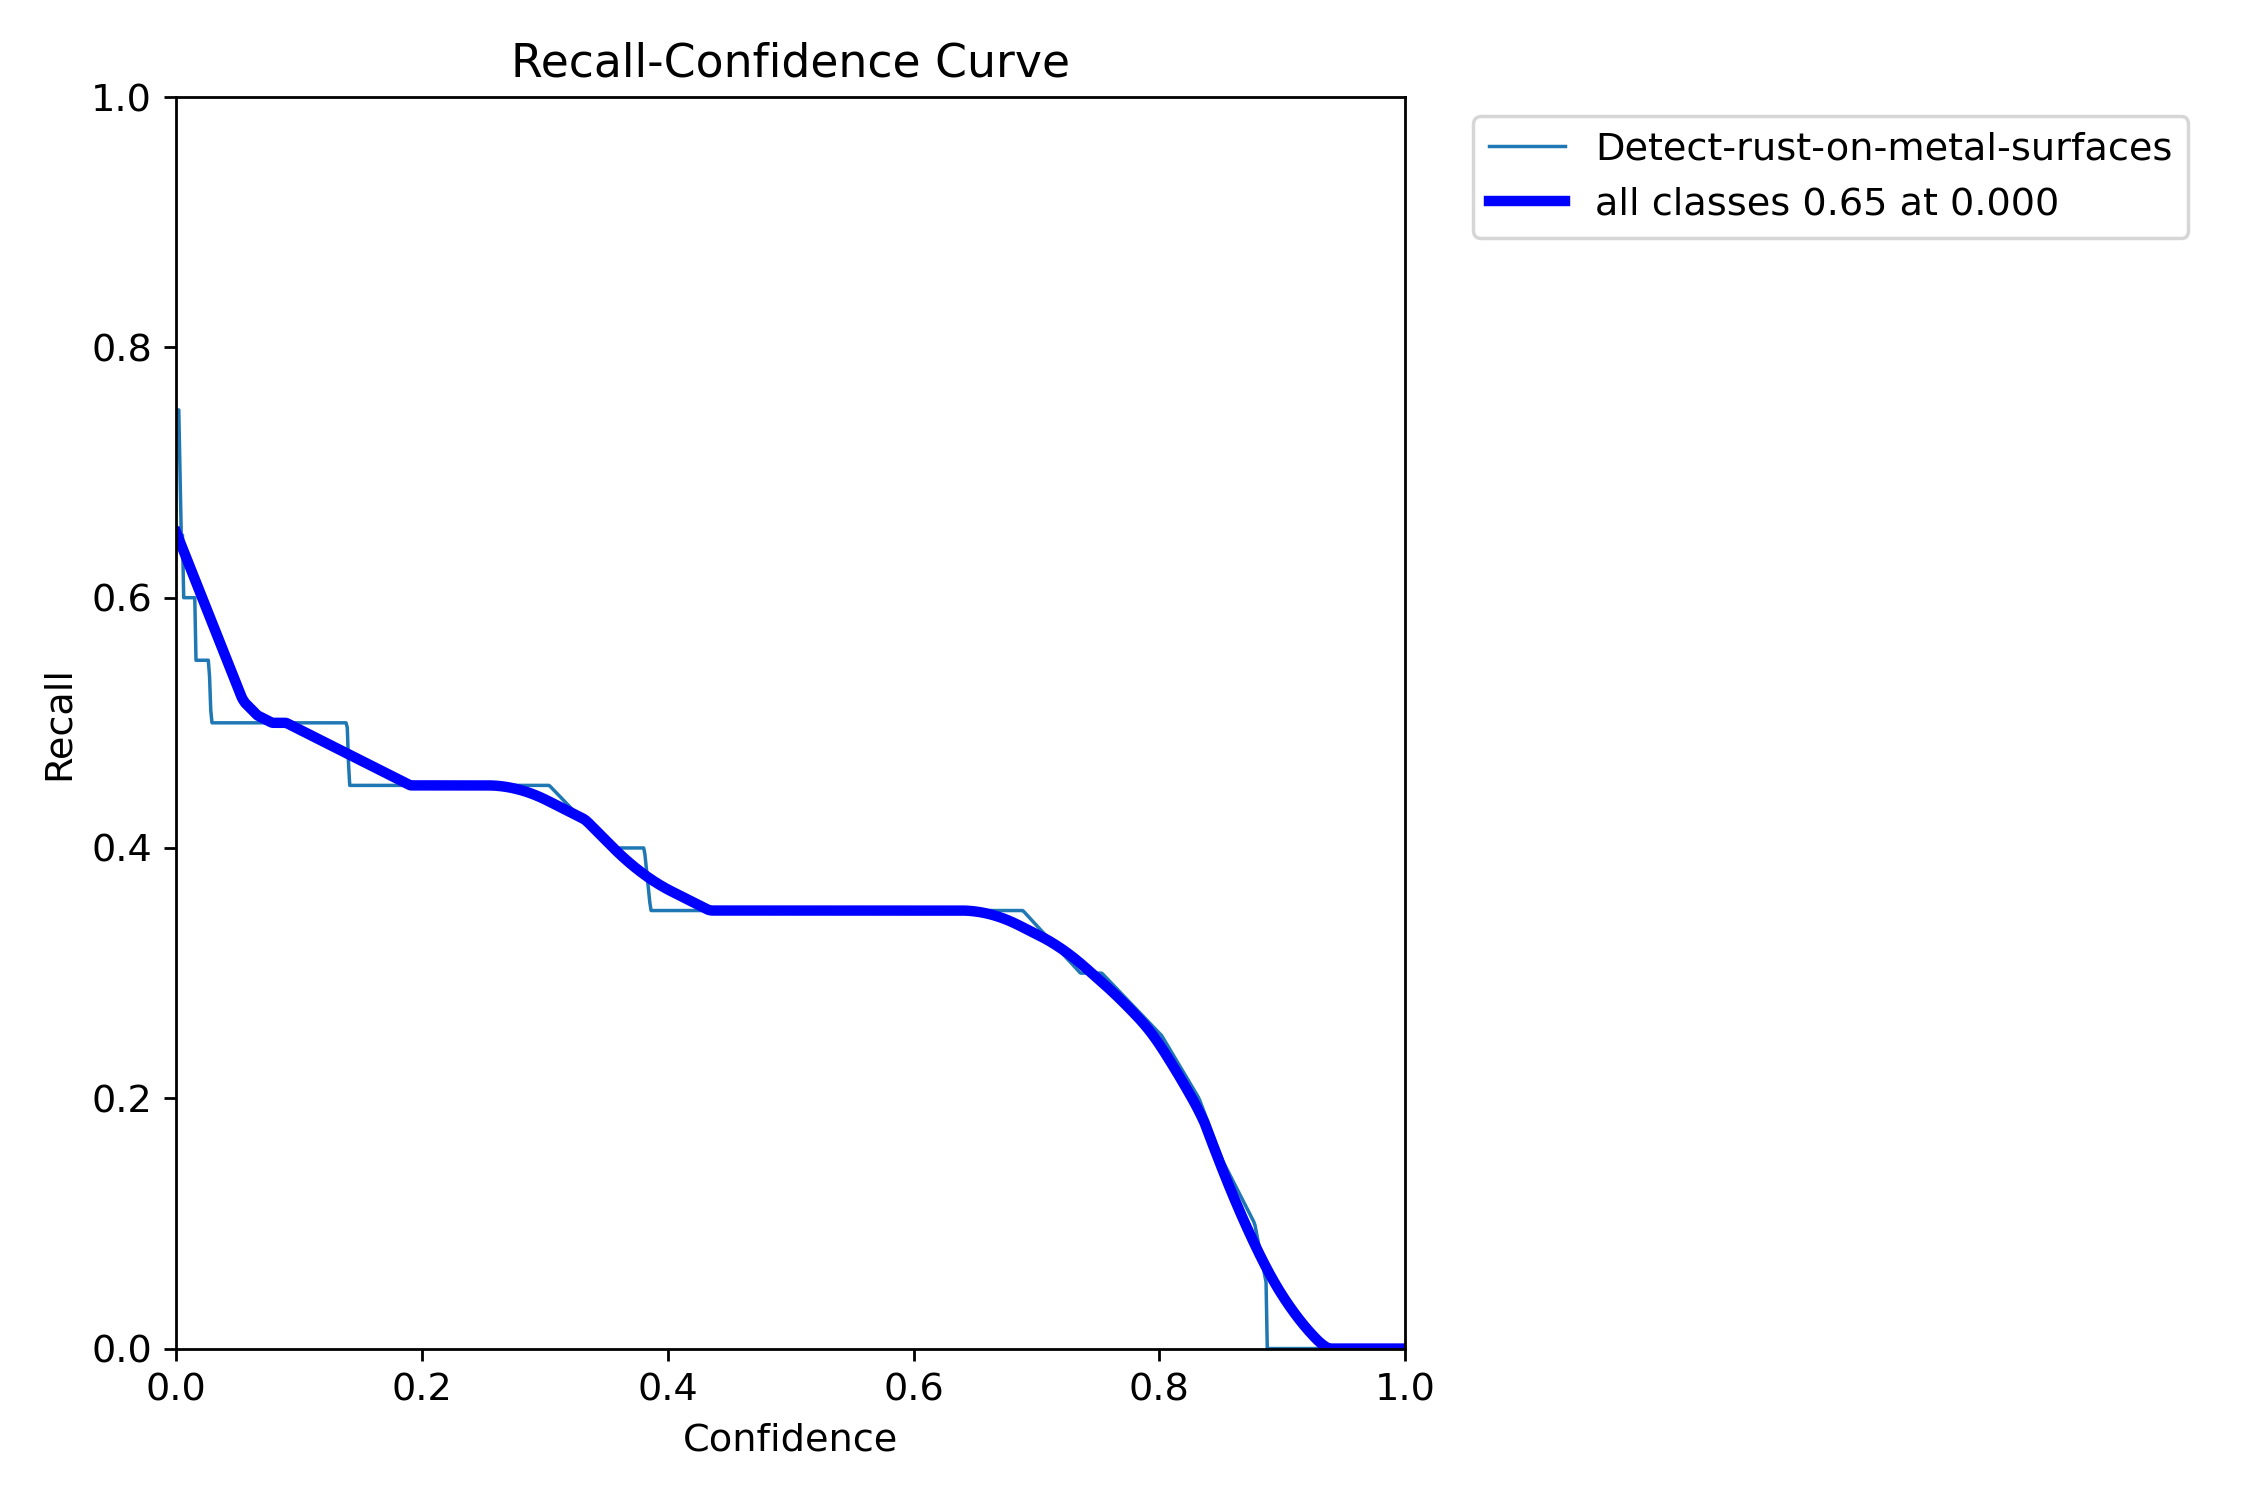 Recall-Confidence Curve
Detect-rust-on-metal-surfaces
all classes 0.65 at 0.000
1.0
0.8
0.6
0.4
0.2
0.0
Recall
0.0 0.2 0.4 0.6 0.8 1.0
Confidence